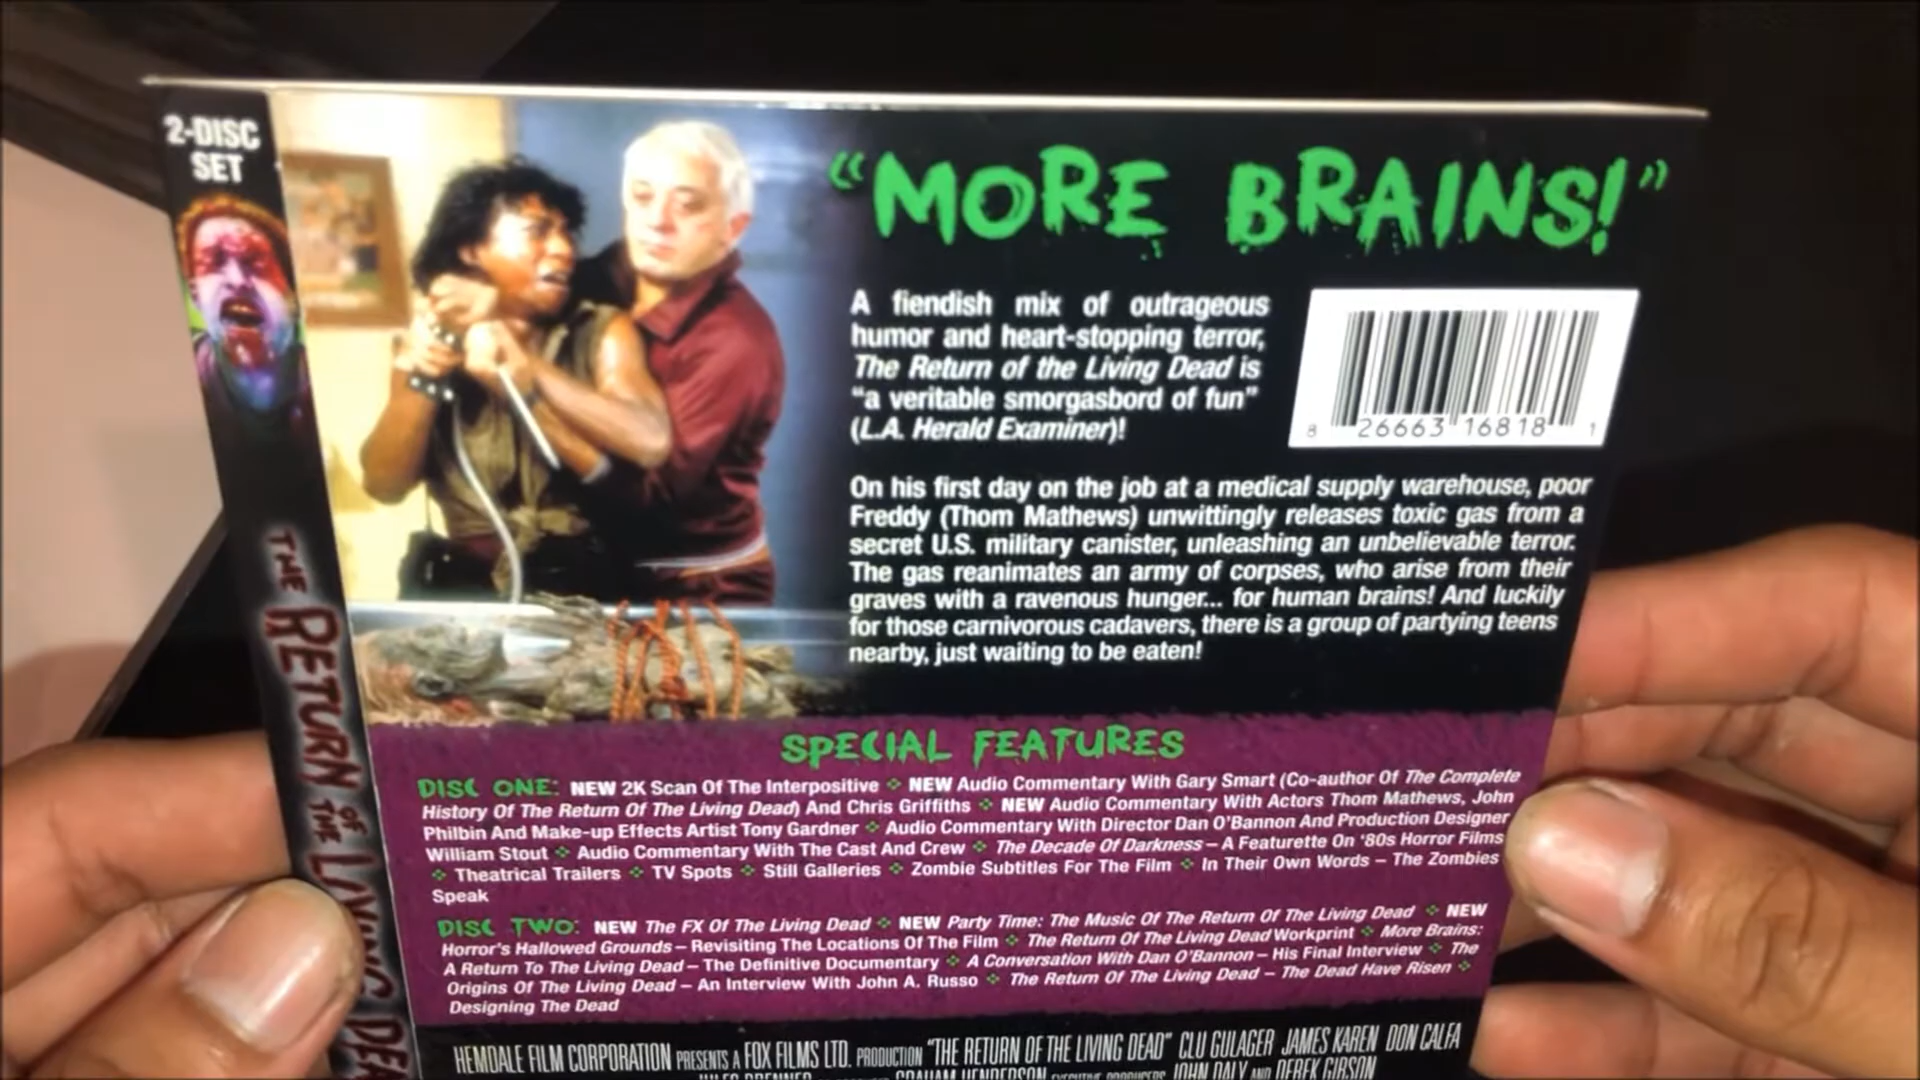 2-DISC
SET
THE RETURN OF THE LIVING DEA
"MORE BRAINS!"
A fiendish mix of outrageous
humor and heart-stopping terror,
The Return of the Living Dead is
"a veritable smorgasbord of fun"
(L.A. Herald Examiner)!
8 26663 16818 1
On his first day on the job at a medical supply warehouse, poor
Freddy (Thom Mathews) unwittingly releases toxic gas from a
secret U.S. military canister, unleashing an unbelievable terror.
The gas reanimates an army of corpses, who arise from their
graves with a ravenous hunger... for human brains! And luckily
for those carnivorous cadavers, there is a group of partying teens
nearby, just waiting to be eaten!
SPECIAL FEATURES
DISC ONE: NEW 2K Scan Of The Interpositive ❖ NEW Audio Commentary With Gary Smart (Co-author Of The Complete
History Of The Return Of The Living Dead) And Chris Griffiths ❖ NEW Audio Commentary With Actors Thom Mathews, John
Philbin And Make-up Effects Artist Tony Gardner ❖ Audio Commentary With Director Dan O'Bannon And Production Designer
William Stout ❖ Audio Commentary With The Cast And Crew ❖ The Decade Of Darkness – A Featurette On '80s Horror Films
❖ Theatrical Trailers ❖ TV Spots ❖ Still Galleries ❖ Zombie Subtitles For The Film ❖ In Their Own Words – The Zombies
Speak
DISC TWO: NEW The FX Of The Living Dead ❖ NEW Party Time: The Music Of The Return Of The Living Dead ❖ NEW
Horror's Hallowed Grounds – Revisiting The Locations Of The Film ❖ The Return Of The Living Dead Workprint ❖ More Brains:
A Return To The Living Dead – The Definitive Documentary ❖ A Conversation With Dan O'Bannon – His Final Interview ❖ The
Origins Of The Living Dead – An Interview With John A. Russo ❖ The Return Of The Living Dead – The Dead Have Risen ❖
Designing The Dead
HEMDALE FILM CORPORATION PRESENTS A FOX FILMS LTD. PRODUCTION "THE RETURN OF THE LIVING DEAD" CLU GULAGER JAMES KAREN DON CALFA
GRAHAM HENDERSON EXECUTIVE PRODUCERS JOHN DALY AND DEREK GIBSON